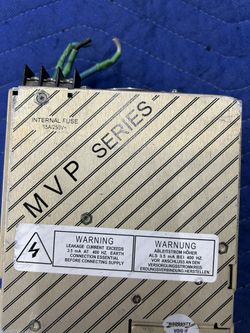 INTERNAL FUSE
15A/250V~
MVP SERIES
WARNING
LEAKAGE CURRENT EXCEEDS
3.5 mA AT 400 HZ. EARTH
CONNECTION ESSENTIAL
BEFORE CONNECTING SUPPLY
WARNUNG
ABLEITSTROM HÖHER
ALS 3.5 mA BEI 400 HZ
VOR ANSCHLUSS AN DEN
VERSORGUNGSSTROMKREIS
ERDUNGSVERBINDUNG HERSTELLEN.
WARRANTY